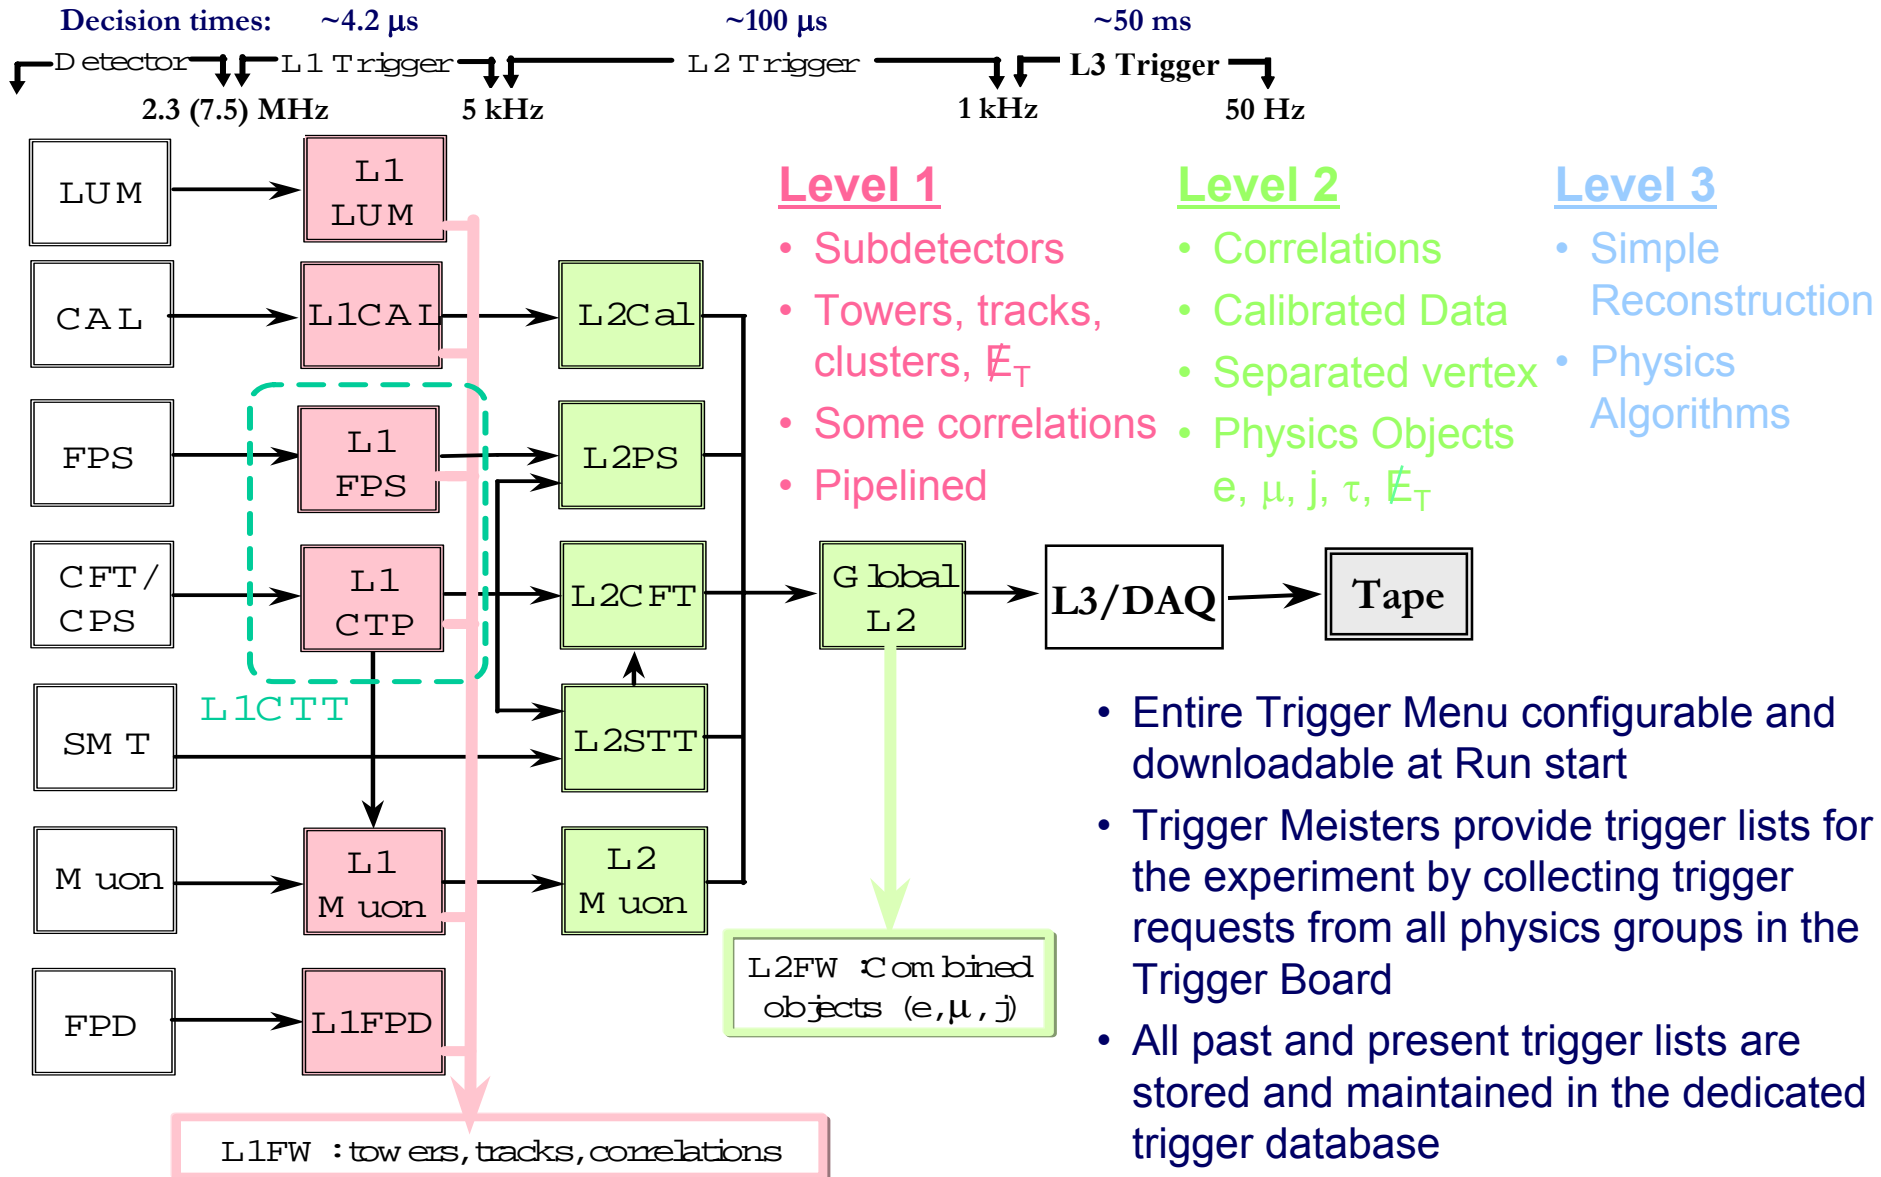 Decision times: ~4.2 μs ~100 μs ~50 ms
Detector L1 Trigger L2 Trigger L3 Trigger
2.3 (7.5) MHz 5 kHz 1 kHz 50 Hz
LUM
L1
LUM
CAL
L1CAL
L2Cal
FPS
L1
FPS
L2PS
CFT/
CPS
L1
CTP
L2CFT
Global
L2
L3/DAQ
Tape
L1CTT
SMT
L2STT
Muon
L1
Muon
L2
Muon
FPD
L1FPD
L2FW :Combined
objects (e, μ, j)
L1FW : towers, tracks, correlations
Level 1
• Subdetectors
• Towers, tracks,
clusters, E̸T
• Some correlations
• Pipelined
Level 2
• Correlations
• Calibrated Data
• Separated vertex
• Physics Objects
e, μ, j, τ, E̸T
Level 3
• Simple
Reconstruction
• Physics
Algorithms
• Entire Trigger Menu configurable and
downloadable at Run start
• Trigger Meisters provide trigger lists for
the experiment by collecting trigger
requests from all physics groups in the
Trigger Board
• All past and present trigger lists are
stored and maintained in the dedicated
trigger database